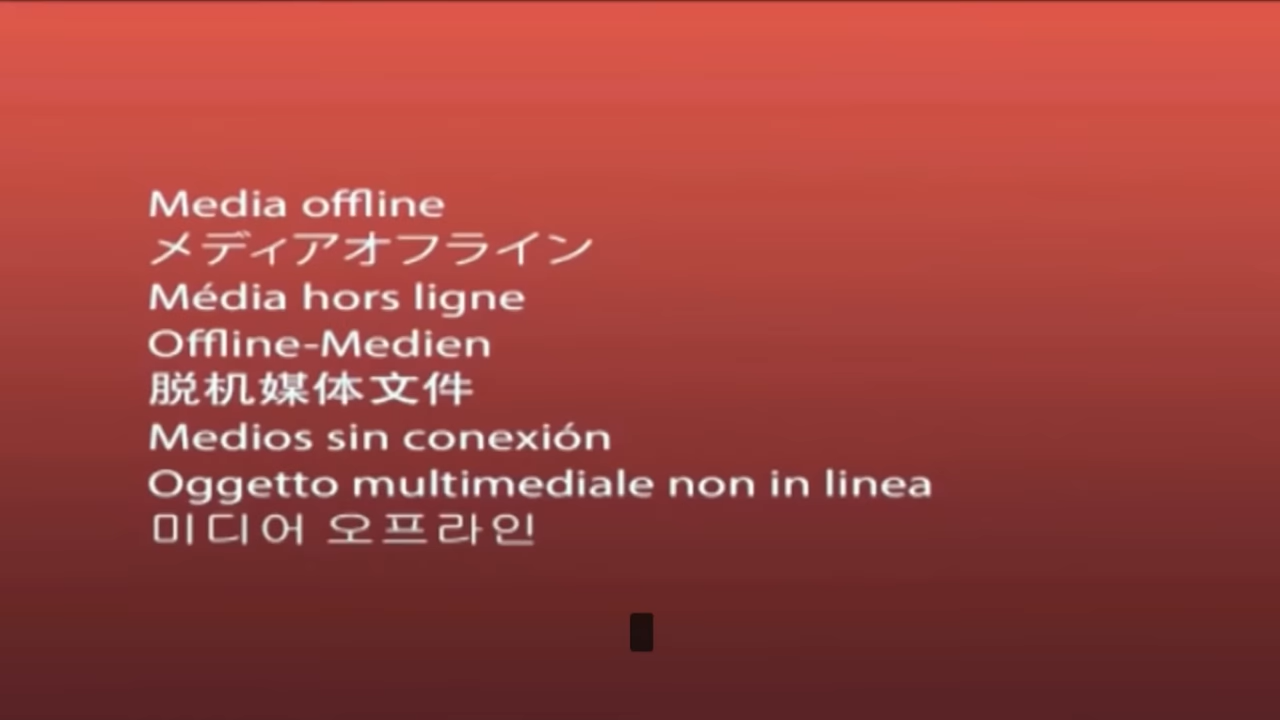 Media offline
メディアオフライン
Média hors ligne
Offline-Medien
脱机媒体文件
Medios sin conexión
Oggetto multimediale non in linea
미디어 오프라인